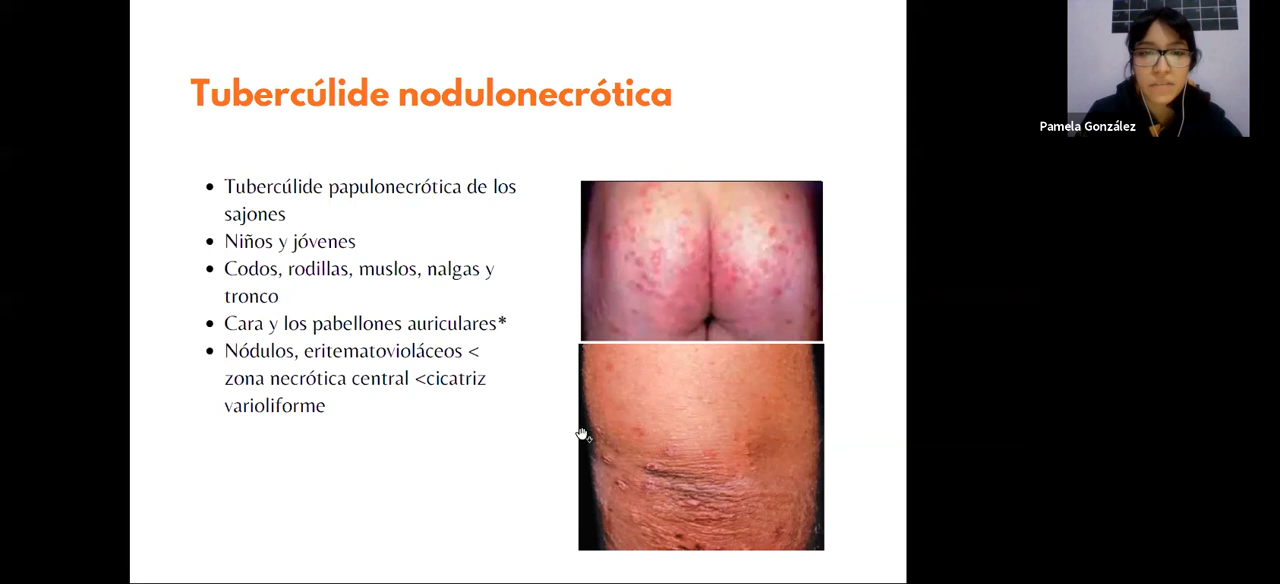 Tubercúlide nodulonecrótica
Pamela González
• Tubercúlide papulonecrótica de los
sajones
• Niños y jóvenes
• Codos, rodillas, muslos, nalgas y
tronco
• Cara y los pabellones auriculares*
• Nódulos, eritematovioláceos <
zona necrótica central <cicatriz
varioliforme